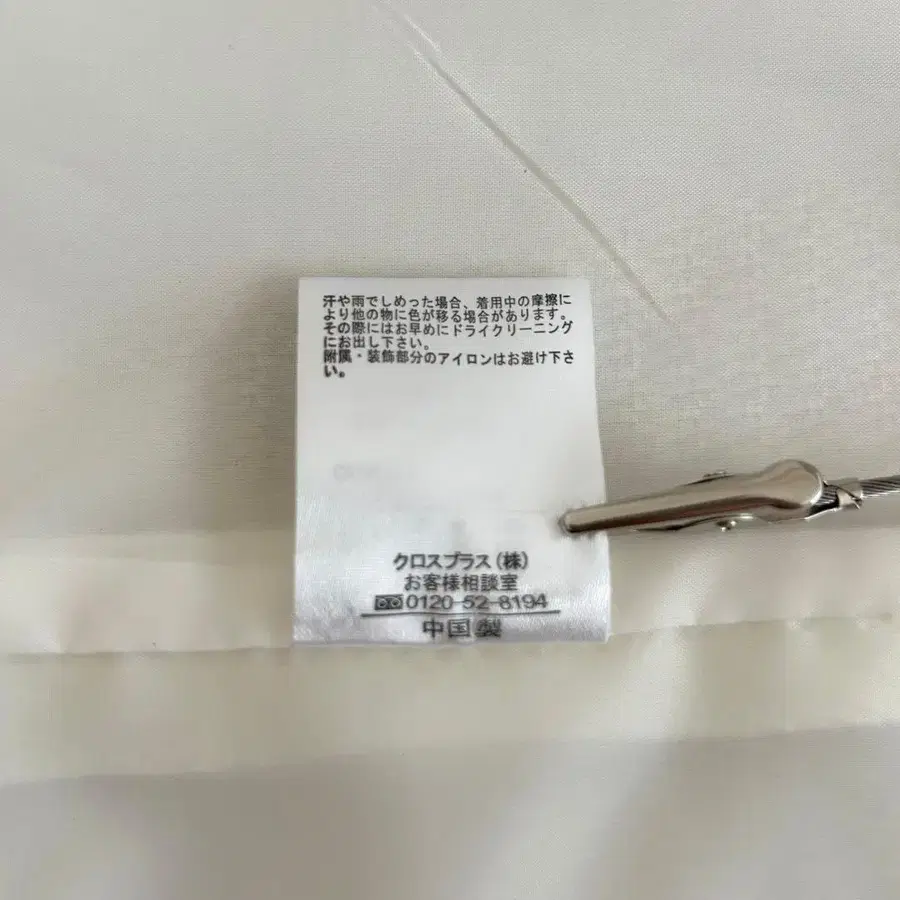 汗や雨でしめった場合、着用中の摩擦に
より他の物に色が移る場合があります。
その際にはお早めにドライクリーニング
にお出し下さい。
附属・装飾部分のアイロンはお避け下さ
い。
クロスプラス(株)
お客様相談室
0120-52-8194
中国製